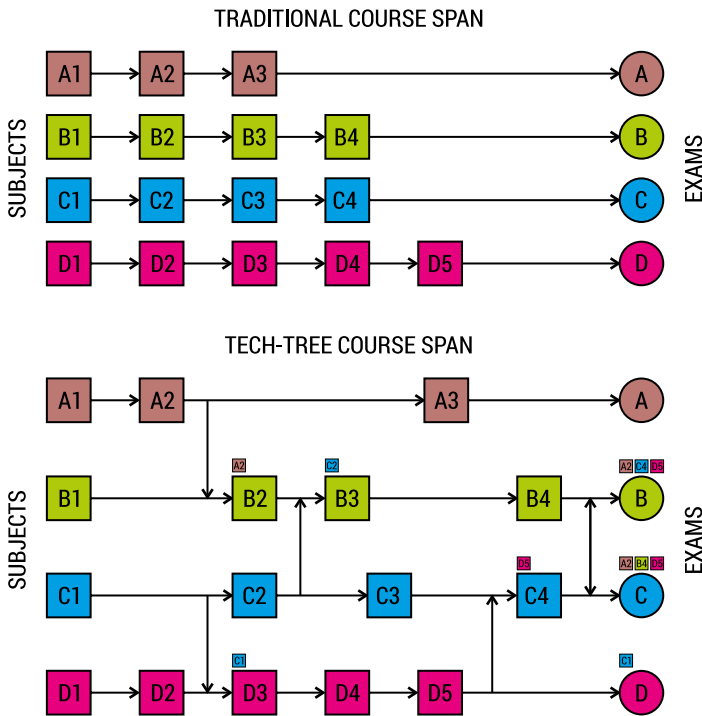 TRADITIONAL COURSE SPAN
SUBJECTS
EXAMS
A1 A2 A3 A
B1 B2 B3 B4 B
C1 C2 C3 C4 C
D1 D2 D3 D4 D5 D
TECH-TREE COURSE SPAN
SUBJECTS
EXAMS
A1 A2 A3 A
A2 C2 A2 C4 D5
B1 B2 B3 B4 B
D5 A2 B4 D5
C1 C2 C3 C4 C
C1 C1
D1 D2 D3 D4 D5 D